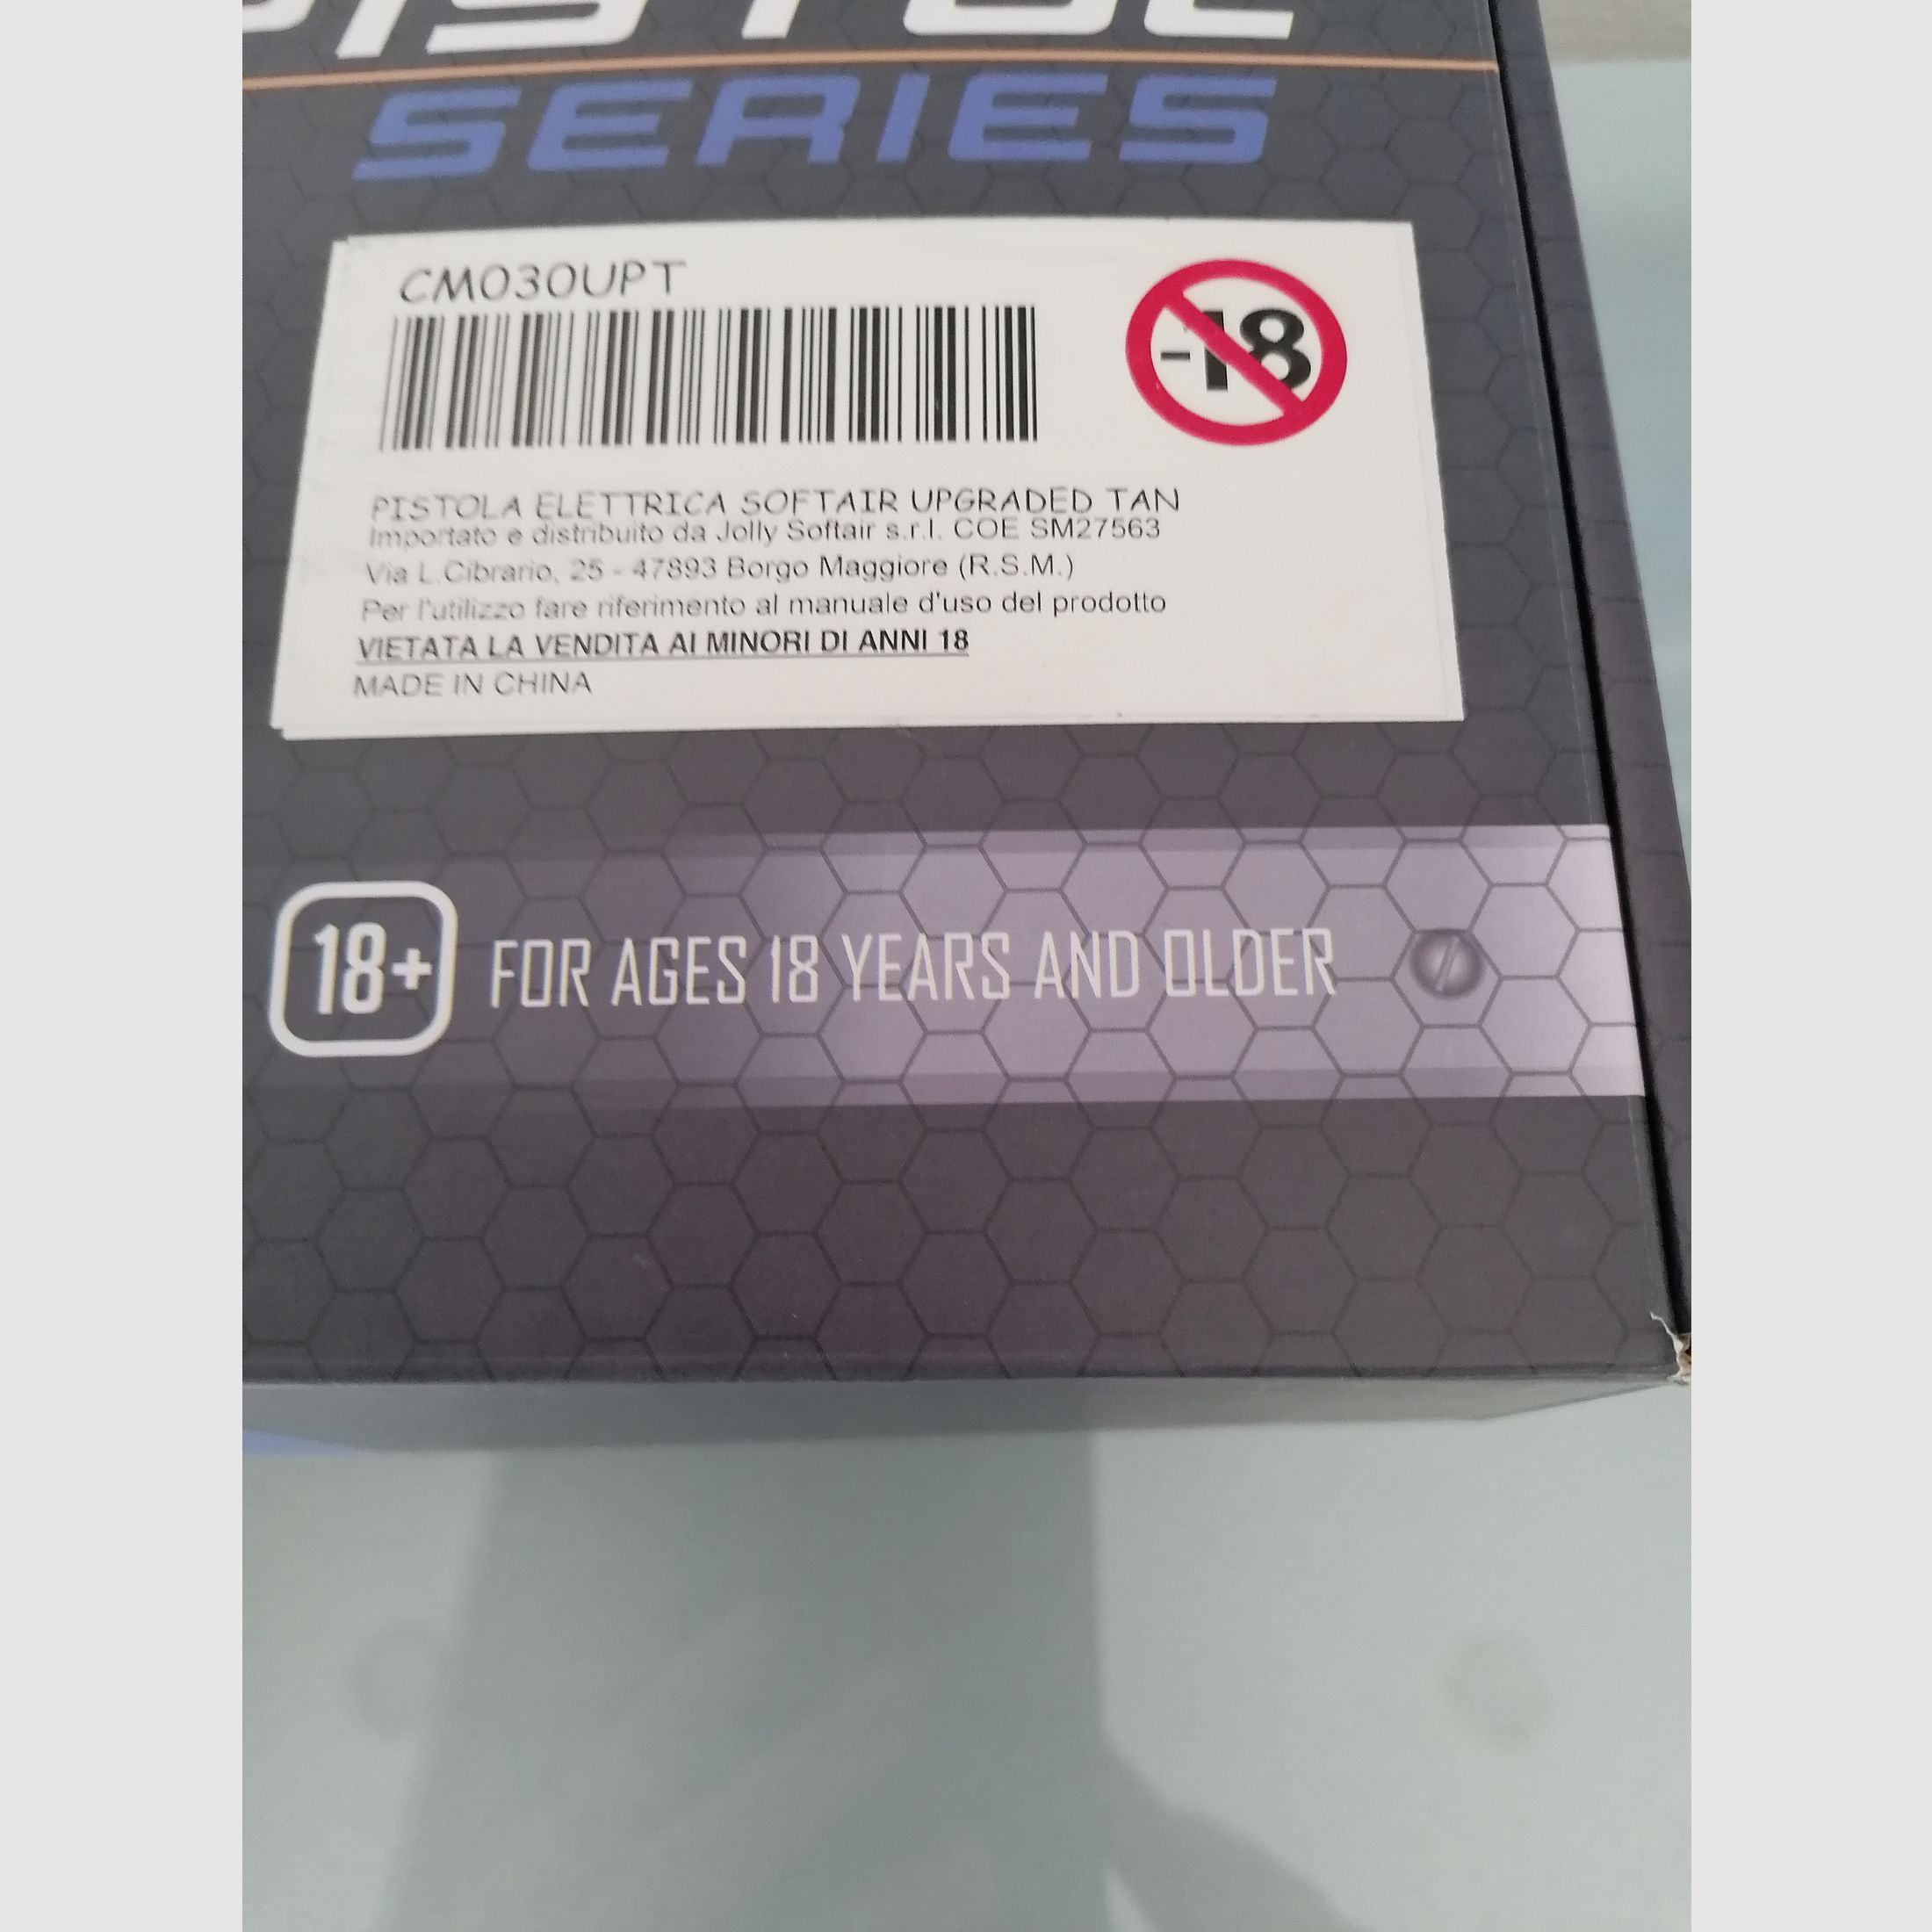 PISTOL
SERIES
CM030UPT
-18
PISTOLA ELETTRICA SOFTAIR UPGRADED TAN
Importato e distribuito da Jolly Softair s.r.l. COE SM27563
Via L.Cibrario, 25 - 47893 Borgo Maggiore (R.S.M.)
Per l'utilizzo fare riferimento al manuale d'uso del prodotto
VIETATA LA VENDITA AI MINORI DI ANNI 18
MADE IN CHINA
18+ FOR AGES 18 YEARS AND OLDER